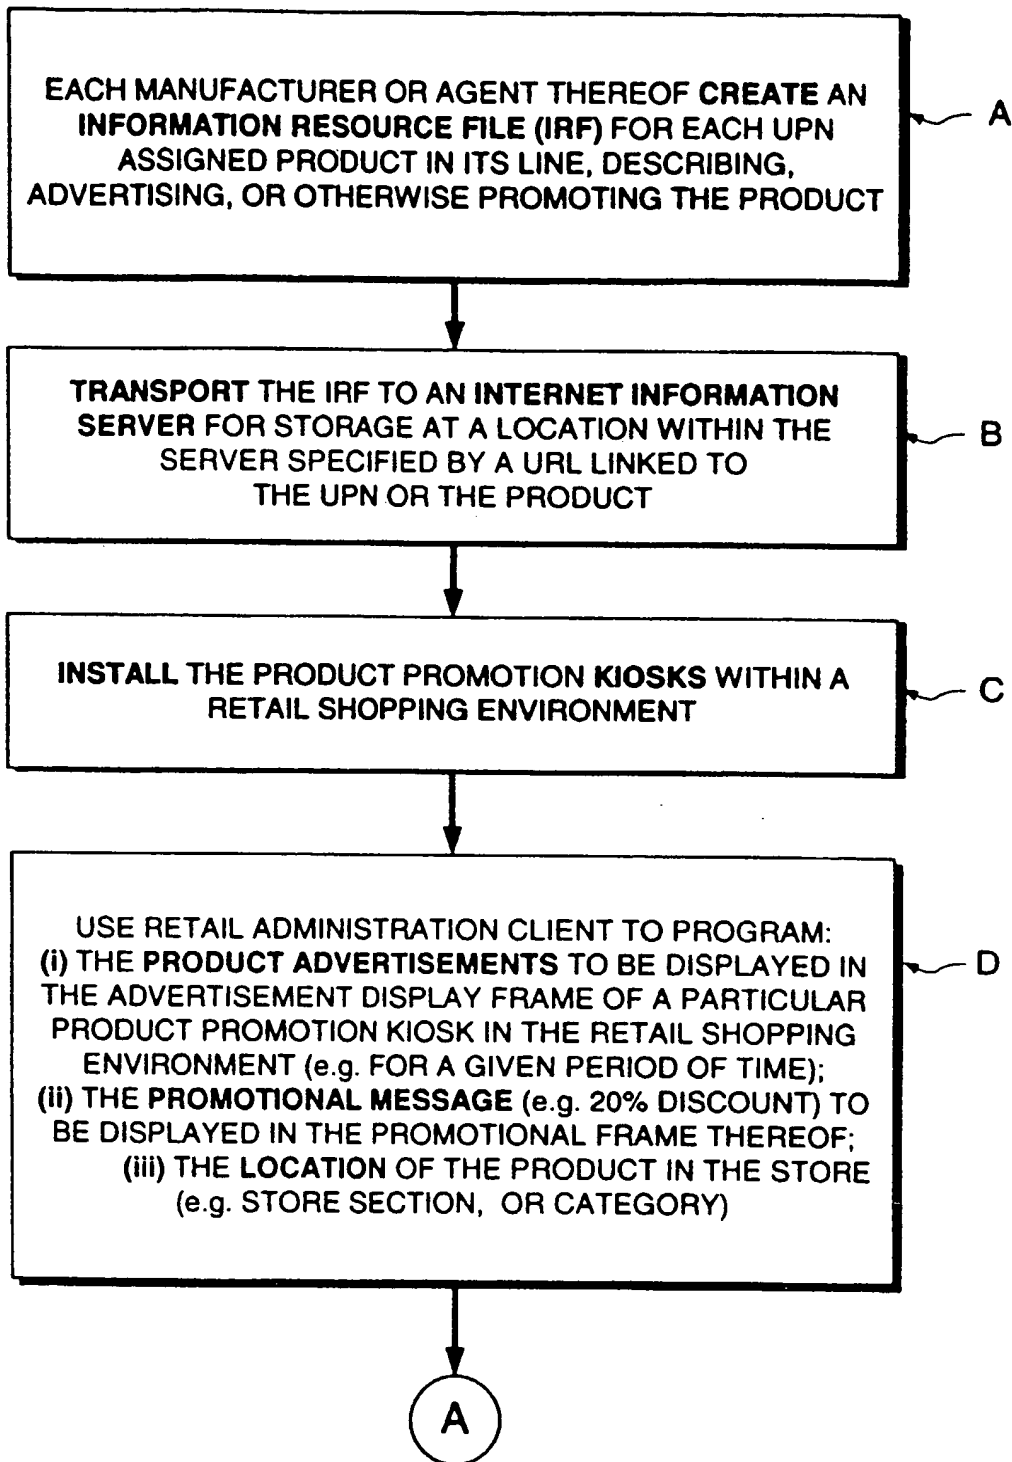 EACH MANUFACTURER OR AGENT THEREOF CREATE AN
INFORMATION RESOURCE FILE (IRF) FOR EACH UPN
ASSIGNED PRODUCT IN ITS LINE, DESCRIBING,
ADVERTISING, OR OTHERWISE PROMOTING THE PRODUCT
A
TRANSPORT THE IRF TO AN INTERNET INFORMATION
SERVER FOR STORAGE AT A LOCATION WITHIN THE
SERVER SPECIFIED BY A URL LINKED TO
THE UPN OR THE PRODUCT
B
INSTALL THE PRODUCT PROMOTION KIOSKS WITHIN A
RETAIL SHOPPING ENVIRONMENT
C
USE RETAIL ADMINISTRATION CLIENT TO PROGRAM:
(i) THE PRODUCT ADVERTISEMENTS TO BE DISPLAYED IN
THE ADVERTISEMENT DISPLAY FRAME OF A PARTICULAR
PRODUCT PROMOTION KIOSK IN THE RETAIL SHOPPING
ENVIRONMENT (e.g. FOR A GIVEN PERIOD OF TIME);
(ii) THE PROMOTIONAL MESSAGE (e.g. 20% DISCOUNT) TO
BE DISPLAYED IN THE PROMOTIONAL FRAME THEREOF;
(iii) THE LOCATION OF THE PRODUCT IN THE STORE
(e.g. STORE SECTION, OR CATEGORY)
D
A